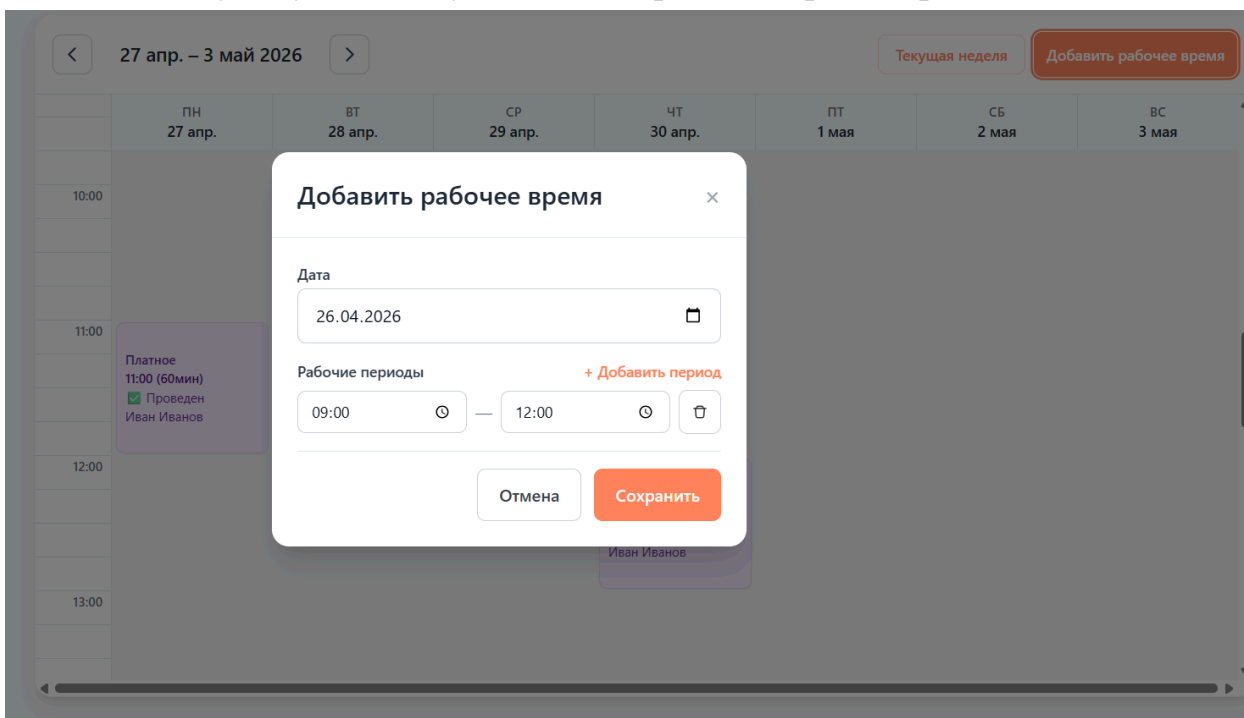 27 апр. – 3 май 2026
Текущая неделя
Добавить рабочее время
ПН
27 апр.
ВТ
28 апр.
СР
29 апр.
ЧТ
30 апр.
ПТ
1 мая
СБ
2 мая
ВС
3 мая
10:00
11:00
12:00
13:00
Платное
11:00 (60мин)
✅ Проведен
Иван Иванов
Добавить рабочее время
×
Дата
26.04.2026
Рабочие периоды
+ Добавить период
09:00 — 12:00
Отмена
Сохранить
Иван Иванов